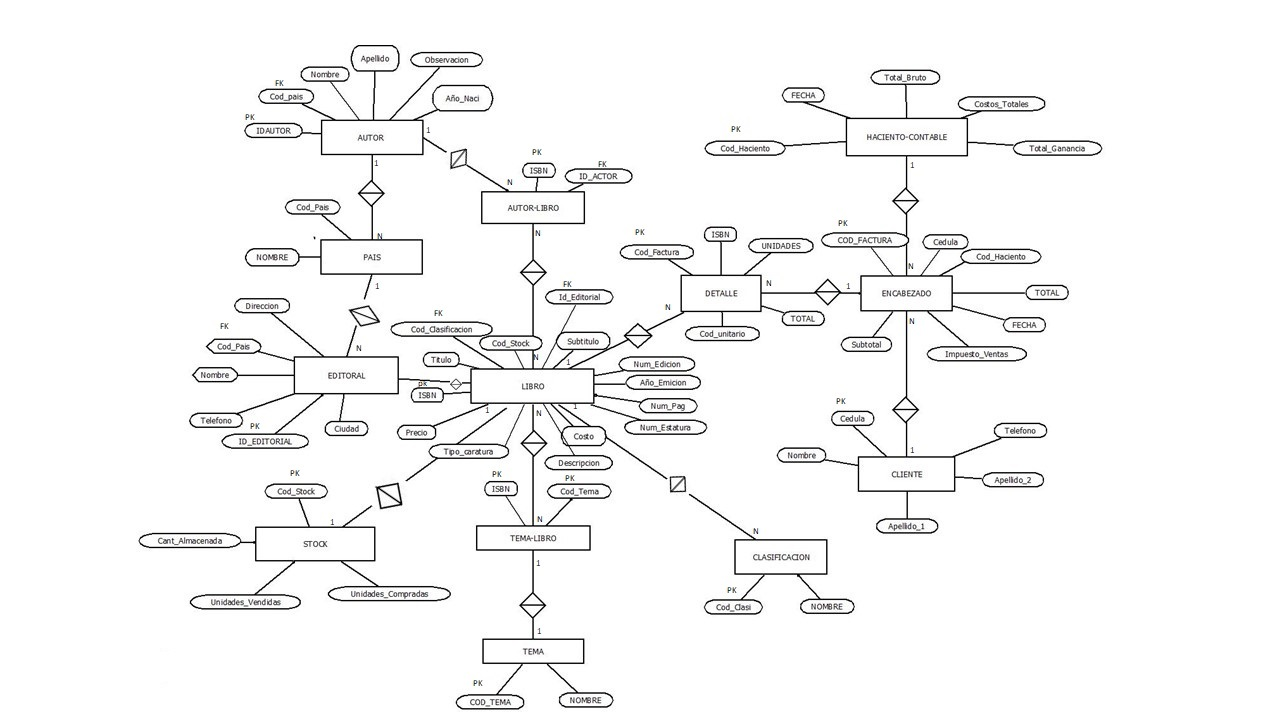 Apellido
Observacion
Nombre
FK
Cod_pais
Año_Naci
PK
IDAUTOR
AUTOR
1
1
N
PK
ISBN
FK
ID_ACTOR
AUTOR-LIBRO
N
Total_Bruto
FECHA
Costos_Totales
PK
Cod_Haciento
HACIENTO-CONTABLE
Total_Ganancia
1
Cod_Pais
N
NOMBRE
PAIS
1
PK
Cod_Factura
ISBN
UNIDADES
DETALLE
N
N
TOTAL
Cod_unitario
PK
COD_FACTURA
Cedula
Cod_Haciento
N
1
ENCABEZADO
TOTAL
FECHA
Subtotal
Impuesto_Ventas
N
Direccion
FK
Cod_Pais
N
Nombre
EDITORAL
Telefono
PK
ID_EDITORIAL
Ciudad
FK
Id_Editorial
FK
Cod_Clasificacion
Cod_Stock
Subtitulo
Titulo
N
1
PK
ISBN
LIBRO
Num_Edicion
Año_Emicion
Num_Pag
Num_Estatura
1
N
1
Precio
Tipo_caratura
Costo
Descripcion
PK
Cedula
Telefono
Nombre
1
CLIENTE
Apellido_2
Apellido_1
PK
Cod_Stock
1
Cant_Almacenada
STOCK
Unidades_Vendidas
Unidades_Compradas
PK
ISBN
PK
Cod_Tema
N
TEMA-LIBRO
1
N
CLASIFICACION
PK
Cod_Clasi
NOMBRE
1
TEMA
PK
COD_TEMA
NOMBRE